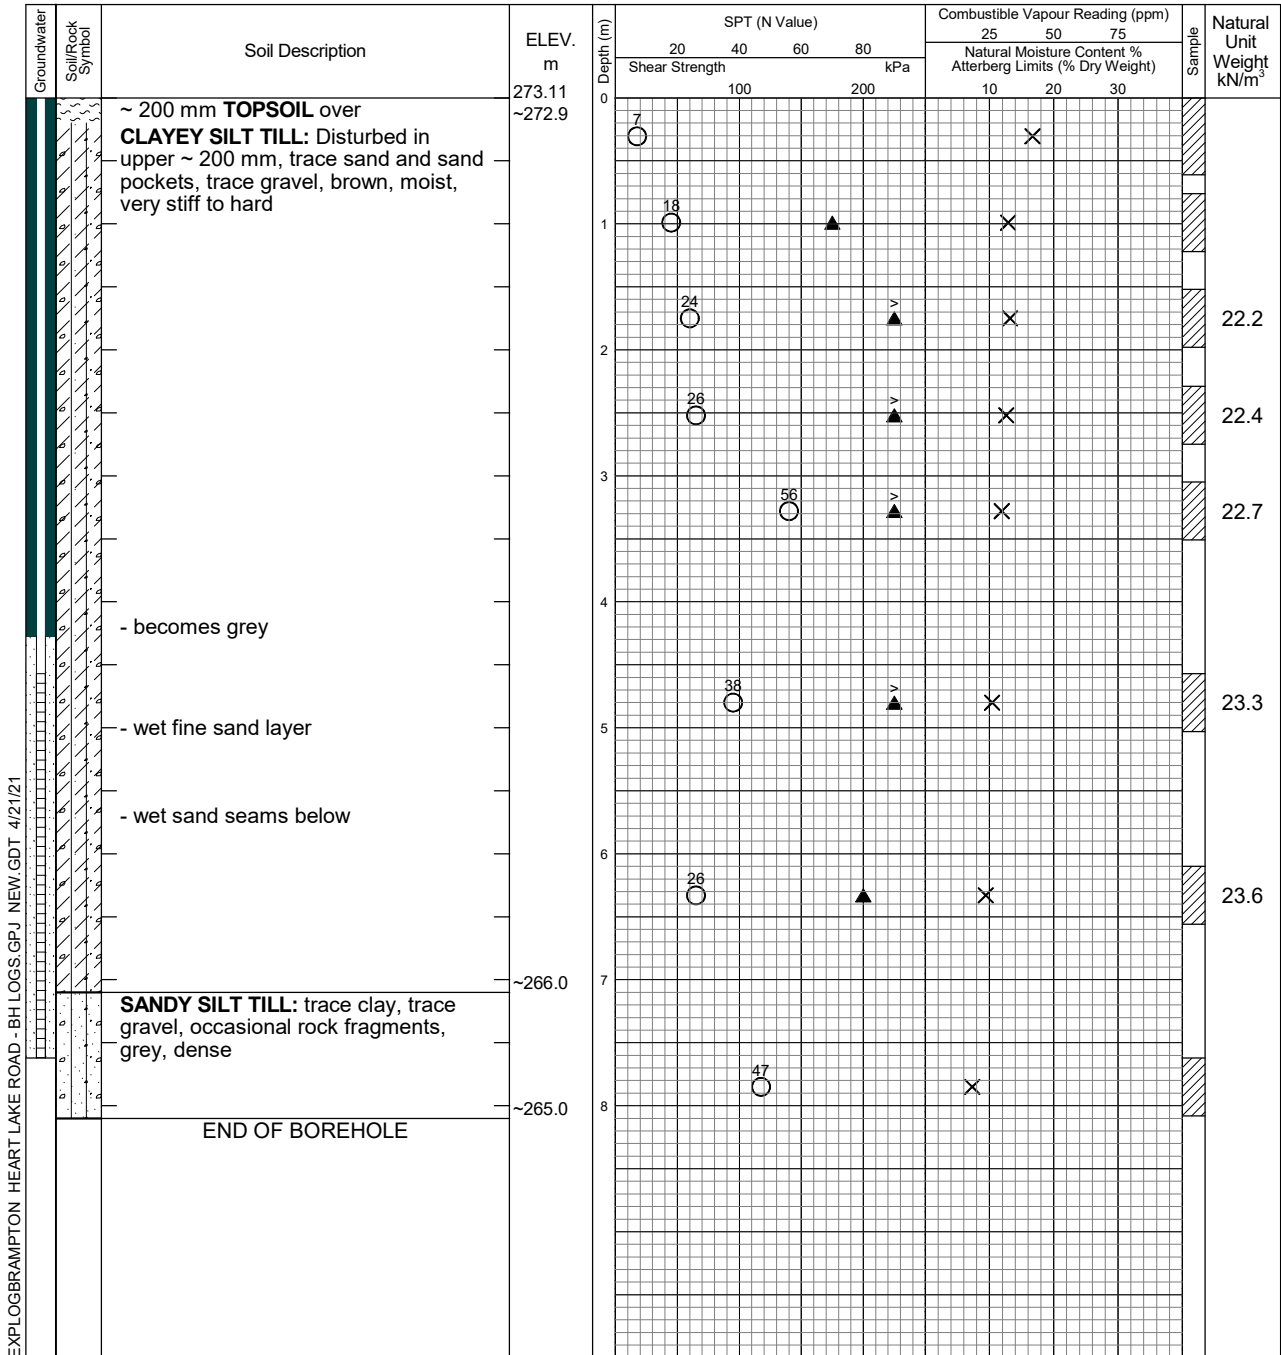 Groundwater
Soil/Rock
Symbol
Soil Description
ELEV.
m
273.11
Depth (m)
SPT (N Value)
20 40 60 80
Shear Strength kPa
100 200
Combustible Vapour Reading (ppm)
25 50 75
Natural Moisture Content %
Atterberg Limits (% Dry Weight)
10 20 30
Sample
Natural
Unit
Weight
kN/m3
0
~ 200 mm TOPSOIL over
~272.9
CLAYEY SILT TILL: Disturbed in
upper ~ 200 mm, trace sand and sand
pockets, trace gravel, brown, moist,
very stiff to hard
7
18
1
24 >
22.2
2
26 >
22.4
3
56 >
22.7
4
- becomes grey
38 >
23.3
- wet fine sand layer
5
- wet sand seams below
6
26
23.6
7
~266.0
SANDY SILT TILL: trace clay, trace
gravel, occasional rock fragments,
grey, dense
47
8
~265.0
END OF BOREHOLE
EXPLOGBRAMPTON HEART LAKE ROAD - BH LOGS.GPJ NEW.GDT 4/21/21